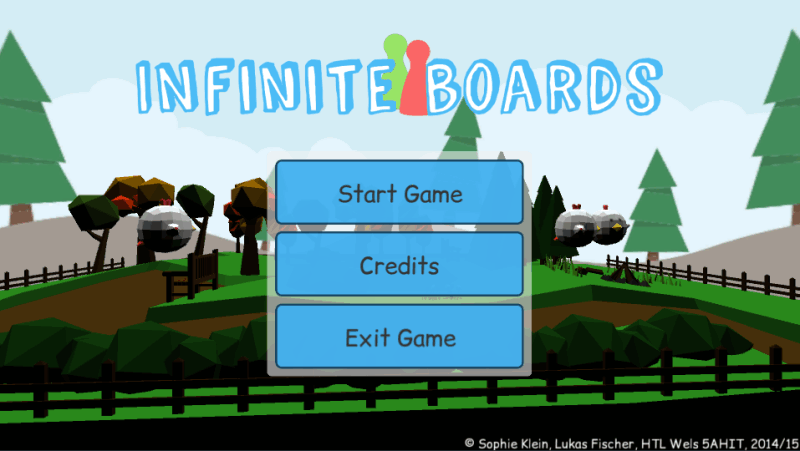 INFINITE BOARDS
Start Game
Credits
Exit Game
© Sophie Klein, Lukas Fischer, HTL Wels 5AHIT, 2014/15